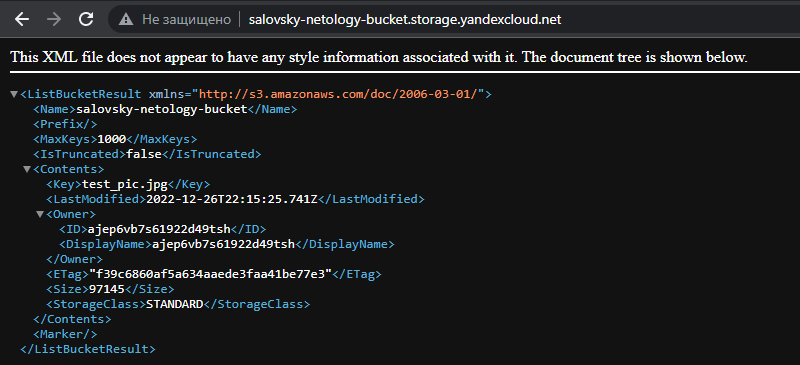 Не защищено | salovsky-netology-bucket.storage.yandexcloud.net
This XML file does not appear to have any style information associated with it. The document tree is shown below.
▼<ListBucketResult xmlns="http://s3.amazonaws.com/doc/2006-03-01/">
<Name>salovsky-netology-bucket</Name>
<Prefix/>
<MaxKeys>1000</MaxKeys>
<IsTruncated>false</IsTruncated>
▼<Contents>
<Key>test_pic.jpg</Key>
<LastModified>2022-12-26T22:15:25.741Z</LastModified>
▼<Owner>
<ID>ajep6vb7s61922d49tsh</ID>
<DisplayName>ajep6vb7s61922d49tsh</DisplayName>
</Owner>
<ETag>"f39c6860af5a634aaede3faa41be77e3"</ETag>
<Size>97145</Size>
<StorageClass>STANDARD</StorageClass>
</Contents>
<Marker/>
</ListBucketResult>